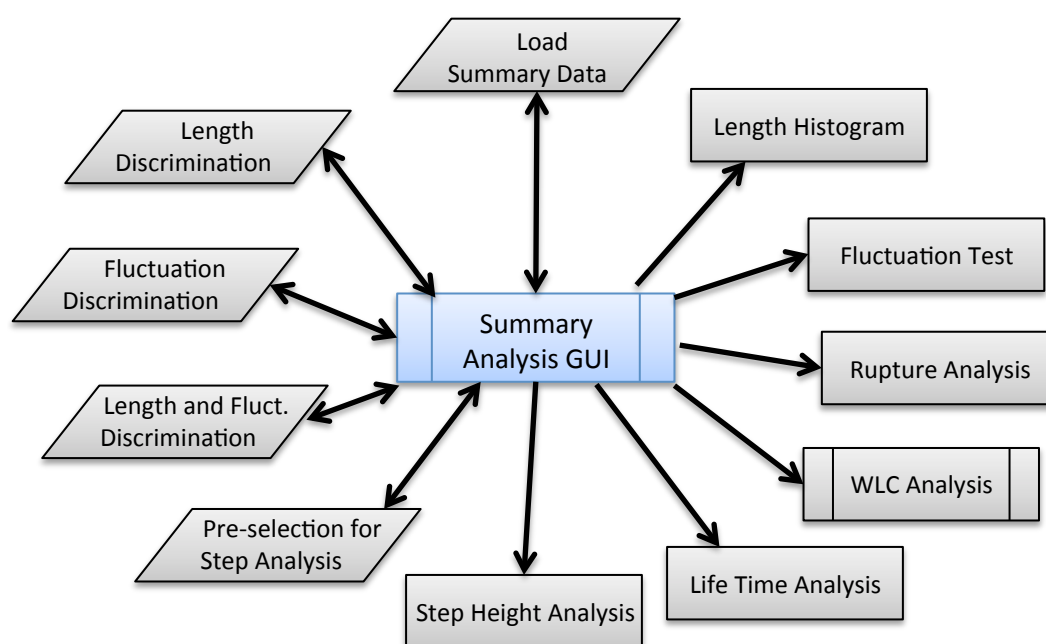 Load
Summary Data
Length
Discrimination
Length Histogram
Fluctuation
Discrimination
Fluctuation Test
Summary
Analysis GUI
Rupture Analysis
Length and Fluct.
Discrimination
WLC Analysis
Pre-selection for
Step Analysis
Life Time Analysis
Step Height Analysis